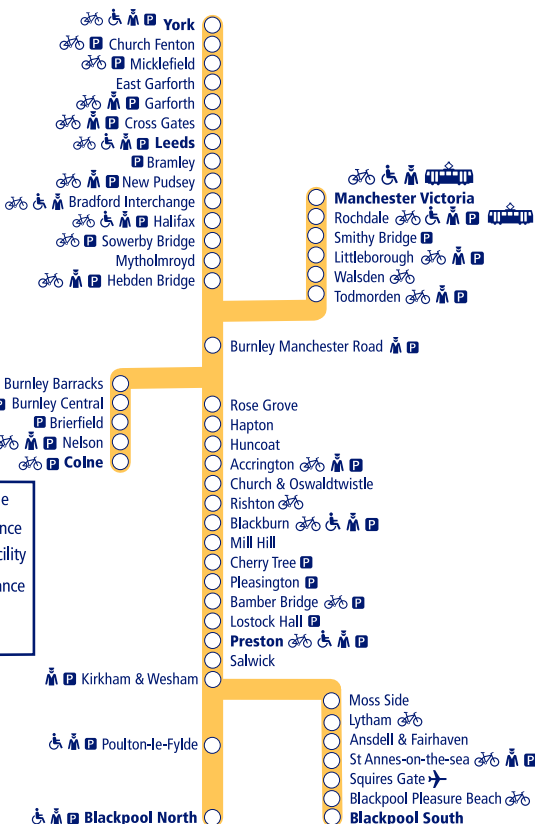 York
Church Fenton
P Micklefield
East Garforth
P Garforth
P Cross Gates
P Leeds
P Bramley
P New Pudsey
Bradford Interchange
P Halifax
P Sowerby Bridge
Mytholmroyd
P Hebden Bridge
Manchester Victoria
Rochdale P
Smithy Bridge P
Littleborough P
Walsden
Todmorden P
Burnley Manchester Road P
Burnley Barracks
P Burnley Central
P Brierfield
P Nelson
P Colne
Rose Grove
Hapton
Huncoat
Accrington P
Church & Oswaldtwistle
Rishton
Blackburn P
Mill Hill
Cherry Tree P
Pleasington P
Bamber Bridge P
Lostock Hall P
Preston P
Salwick
P Kirkham & Wesham
P Poulton-le-Fylde
P Blackpool North
Moss Side
Lytham
Ansdell & Fairhaven
St Annes-on-the-sea P
Squires Gate
Blackpool Pleasure Beach
Blackpool South